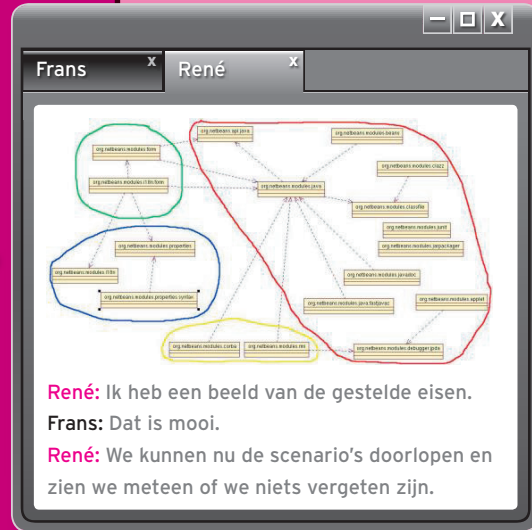 Frans x René x
org.netbeans.api.java
org.netbeans.modules.beans
org.netbeans.modules.form
org.netbeans.modules.clazz
org.netbeans.modules.i18n.form
org.netbeans.modules.java
org.netbeans.modules.classfile
org.netbeans.modules.junit
org.netbeans.modules.properties
org.netbeans.modules.jarpackager
org.netbeans.modules.i18n
org.netbeans.modules.javadoc
org.netbeans.modules.properties.syntax
org.netbeans.modules.java.fastjavac
org.netbeans.modules.applet
org.netbeans.modules.corba
org.netbeans.modules.rmi
org.netbeans.modules.debugger.jpda
René: Ik heb een beeld van de gestelde eisen.
Frans: Dat is mooi.
René: We kunnen nu de scenario's doorlopen en
zien we meteen of we niets vergeten zijn.